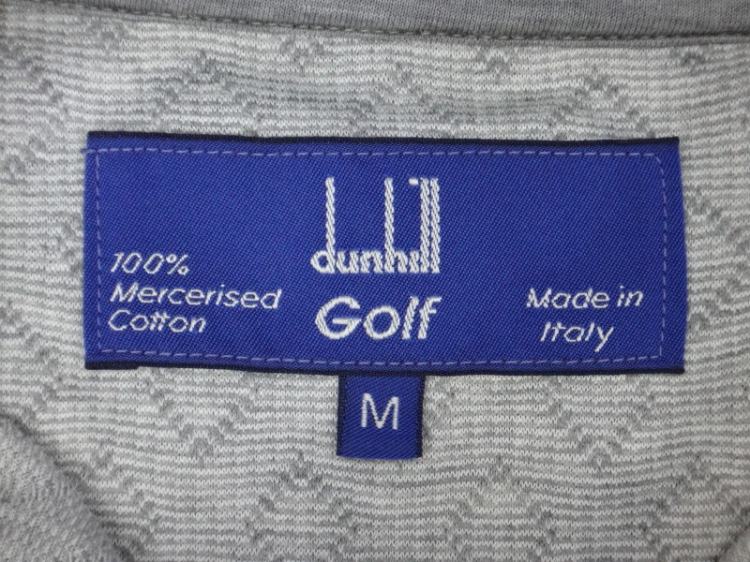 dunhill
Golf
100%
Mercerised
Cotton
Made in
Italy
M